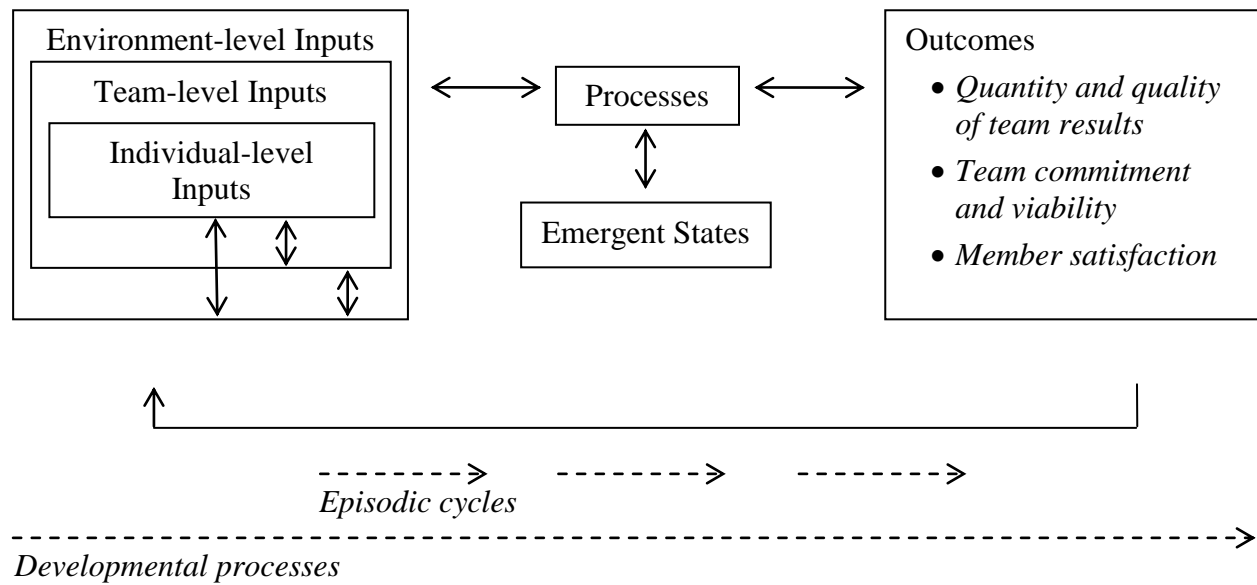 Environment-level Inputs
Team-level Inputs
Individual-level
Inputs
Processes
Emergent States
Outcomes
• Quantity and quality
of team results
• Team commitment
and viability
• Member satisfaction
Episodic cycles
Developmental processes